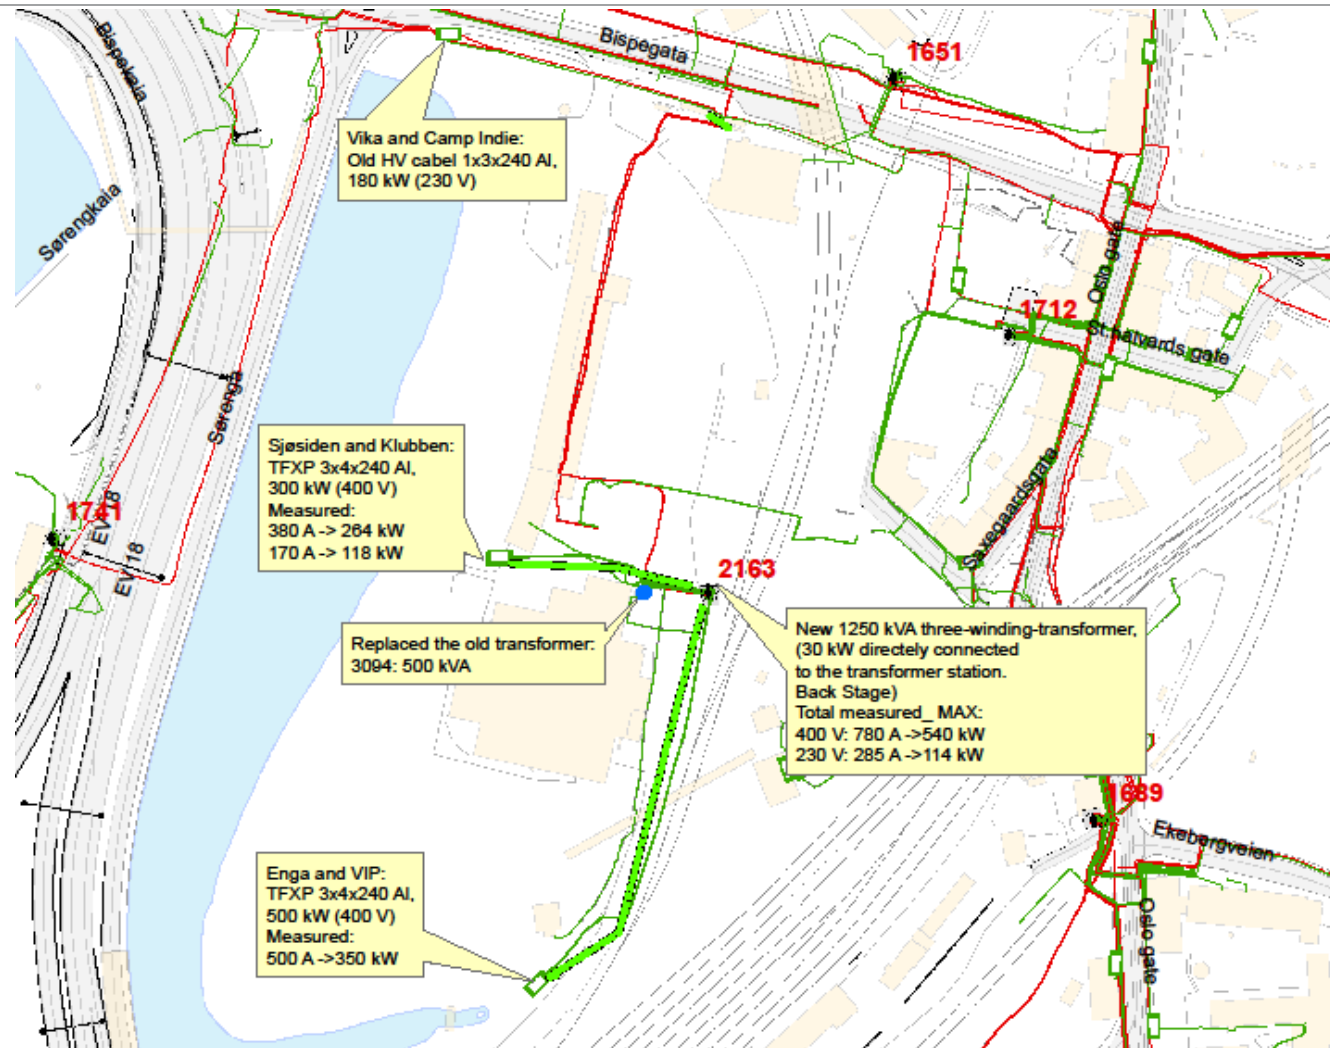 Bispegata
1651
Bispekaia
Vika and Camp Indie:
Old HV cabel 1x3x240 Al,
180 kW (230 V)
Sørengkaia
Oslo gate
1712
St.halvards gate
Sørenga
Sjøsiden and Klubben:
TFXP 3x4x240 Al,
300 kW (400 V)
Measured:
380 A -> 264 kW
170 A -> 118 kW
Saxegaardsgata
1741
EV 18
EV 18
2163
Replaced the old transformer:
3094: 500 kVA
New 1250 kVA three-winding-transformer,
(30 kW directely connected
to the transformer station.
Back Stage)
Total measured_ MAX:
400 V: 780 A ->540 kW
230 V: 285 A ->114 kW
1689
Ekebergveien
Enga and VIP:
TFXP 3x4x240 Al,
500 kW (400 V)
Measured:
500 A ->350 kW
Oslo gate